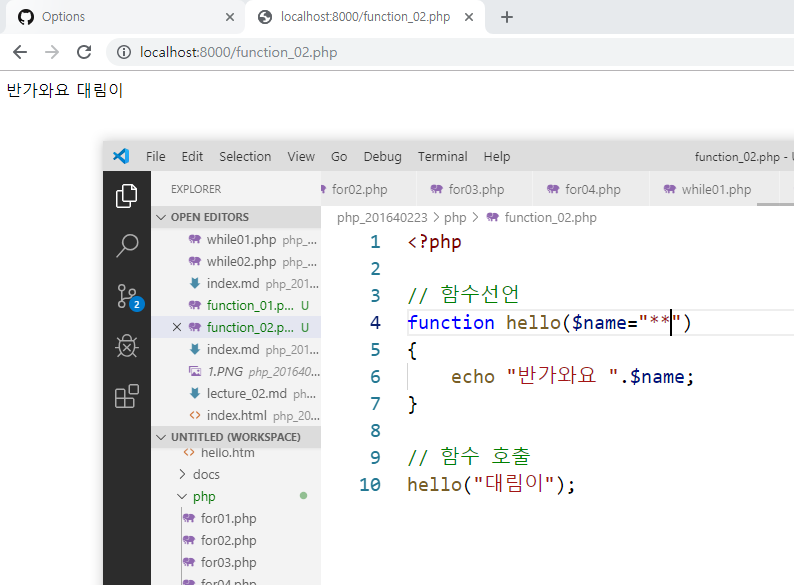 Options
localhost:8000/function_02.php
localhost:8000/function_02.php
반가와요 대림이
File Edit Selection View Go Debug Terminal Help function_02.php -
EXPLORER
OPEN EDITORS
while01.php php_...
while02.php php_...
index.md php_201...
function_01.p... U
function_02.p... U
index.md php_201...
1.PNG php_201640...
lecture_02.md ph...
index.html php_20...
UNTITLED (WORKSPACE)
hello.htm
docs
php
for01.php
for02.php
for03.php
for04.php
2
for02.php for03.php for04.php while01.php
php_201640223 > php > function_02.php
1 <?php
2
3 // 함수선언
4 function hello($name="**")
5 {
6 echo "반가와요 ".$name;
7 }
8
9 // 함수 호출
10 hello("대림이");